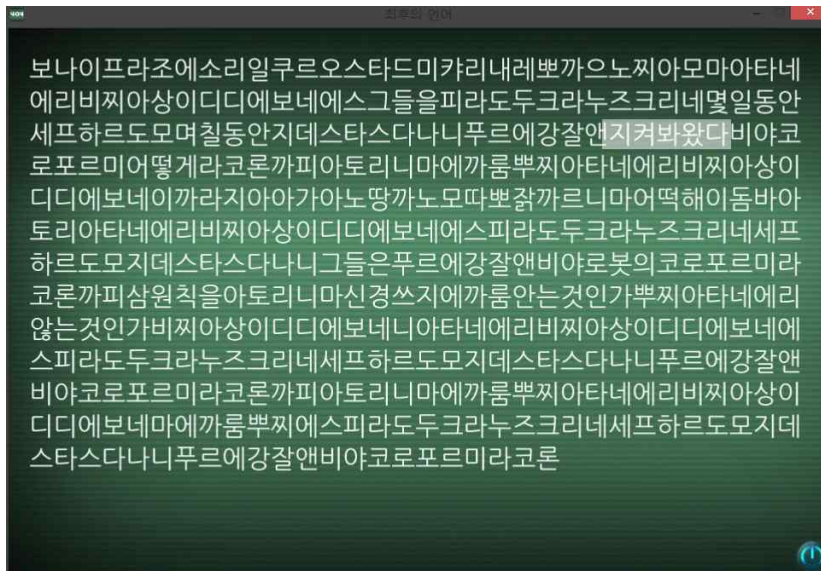 최후의 언어
보나이프라조에소리일쿠르오스타드미캬리내레뽀까으노찌아모마아타네
에리비찌아상이디디에보네에스그들을피라도두크라누즈크리네몇일동안
세프하르도모며칠동안지데스타스다나니푸르에강잘앤지켜봐왔다비야코
로포르미어떻게라코론까피아토리니마에까룸뿌찌아타네에리비찌아상이
디디에보네이까라지아아가아노땅까노모따뽀잙까르니마어떡해이돔바아
토리아타네에리비찌아상이디디에보네에스피라도두크라누즈크리네세프
하르도모지데스타스다나니그들은푸르에강잘앤비야로봇의코로포르미라
코론까피삼원칙을아토리니마신경쓰지에까룸안는것인가뿌찌아타네에리
않는것인가비찌아상이디디에보네니아타네에리비찌아상이디디에보네에
스피라도두크라누즈크리네세프하르도모지데스타스다나니푸르에강잘앤
비야코로포르미라코론까피아토리니마에까룸뿌찌아타네에리비찌아상이
디디에보네마에까룸뿌찌에스피라도두크라누즈크리네세프하르도모지데
스타스다나니푸르에강잘앤비야코로포르미라코론